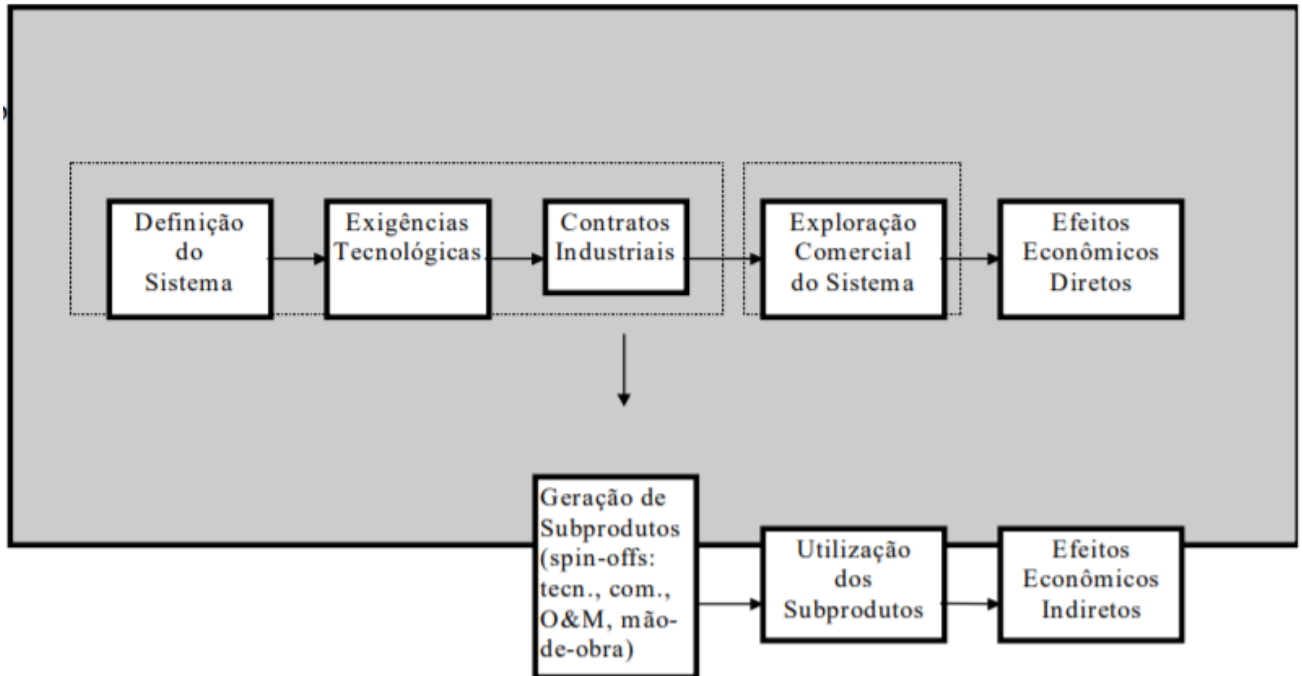 Definição
do
Sistema
Exigências
Tecnológicas
Contratos
Industriais
Exploração
Comercial
do Sistema
Efeitos
Econômicos
Diretos
Geração de
Subprodutos
(spin-offs:
tecn., com.,
O&M, mão-
de-obra)
Utilização
dos
Subprodutos
Efeitos
Econômicos
Indiretos